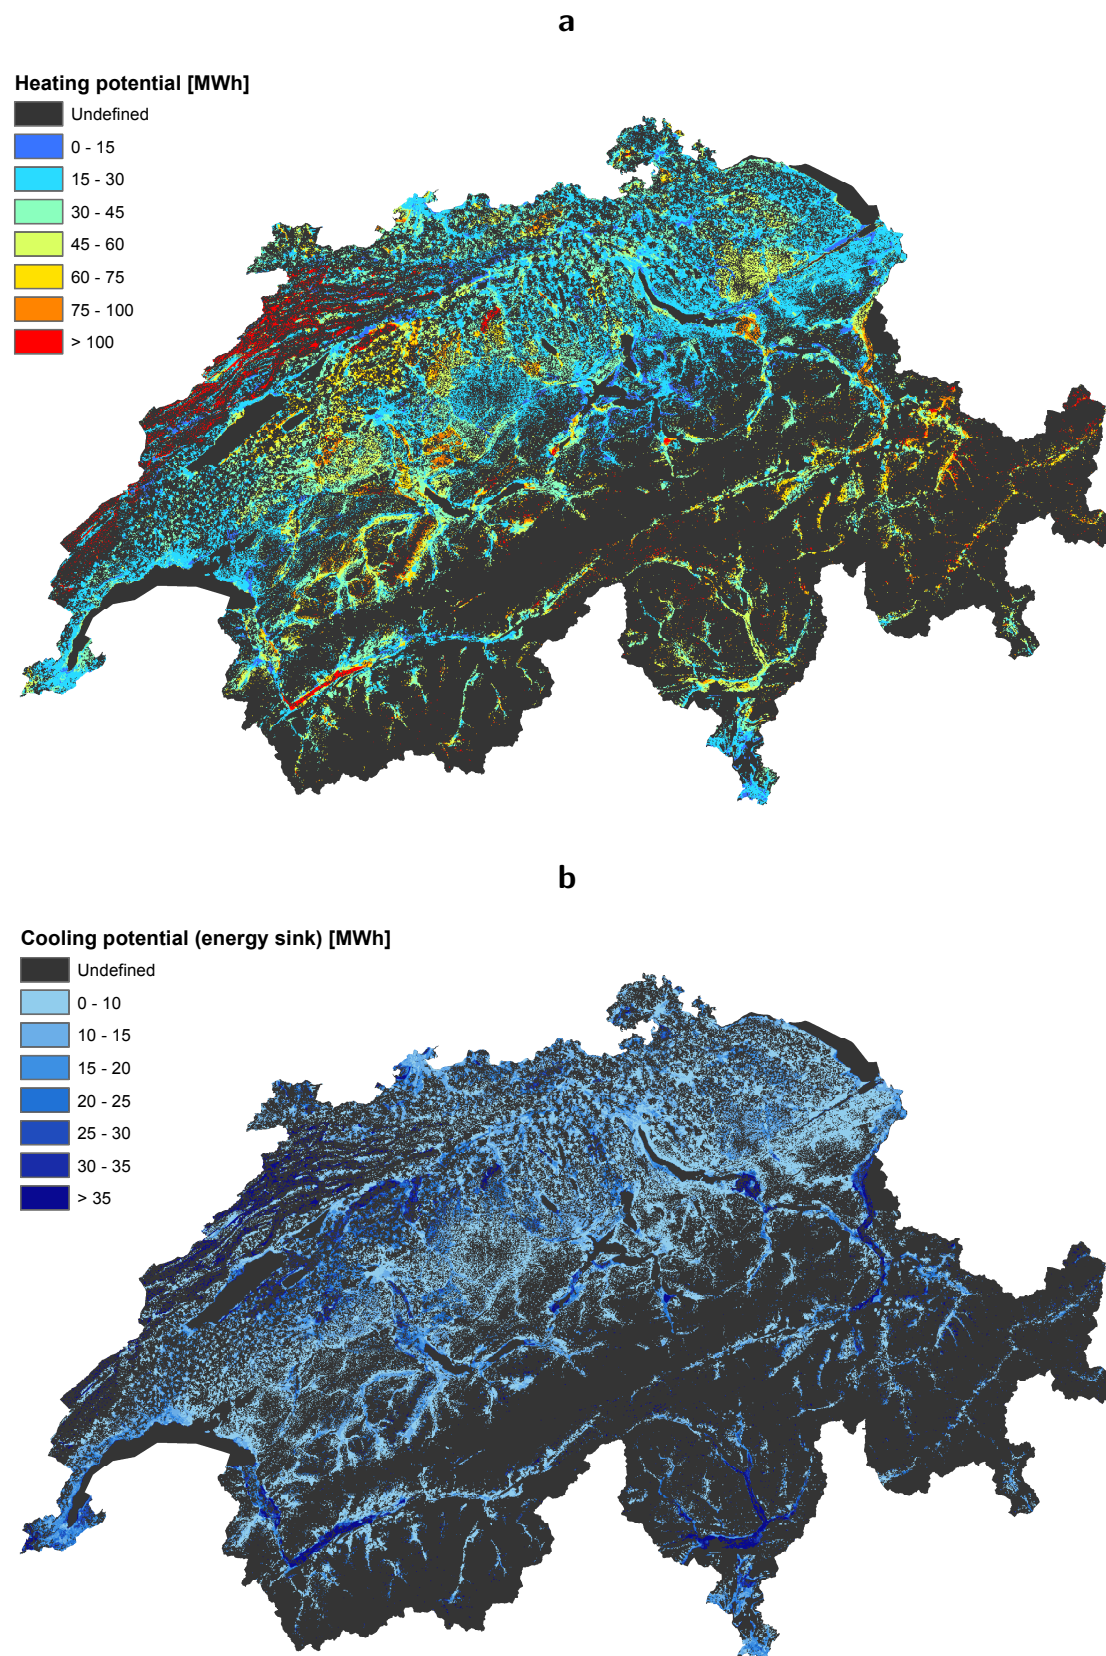 a
Heating potential [MWh]
Undefined
0 - 15
15 - 30
30 - 45
45 - 60
60 - 75
75 - 100
> 100
b
Cooling potential (energy sink) [MWh]
Undefined
0 - 10
10 - 15
15 - 20
20 - 25
25 - 30
30 - 35
> 35